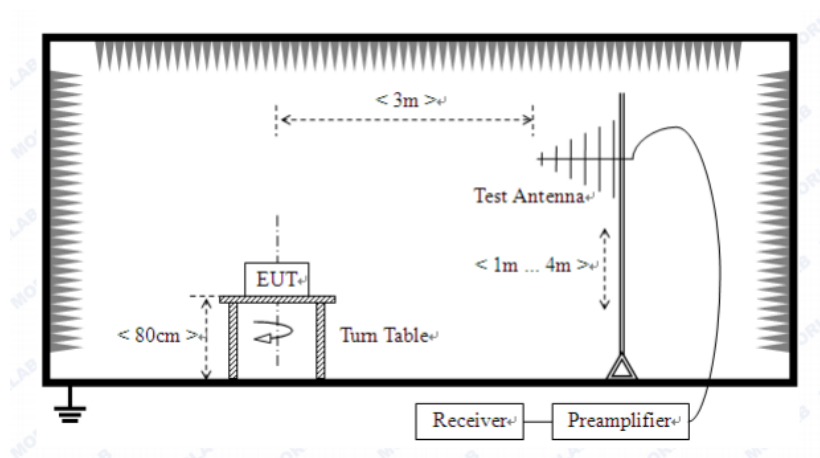 < 3m >↵
Test Antenna↵
< 1m ... 4m >↵
EUT↵
< 80cm >↵
Turn Table↵
Receiver↵
Preamplifier↵